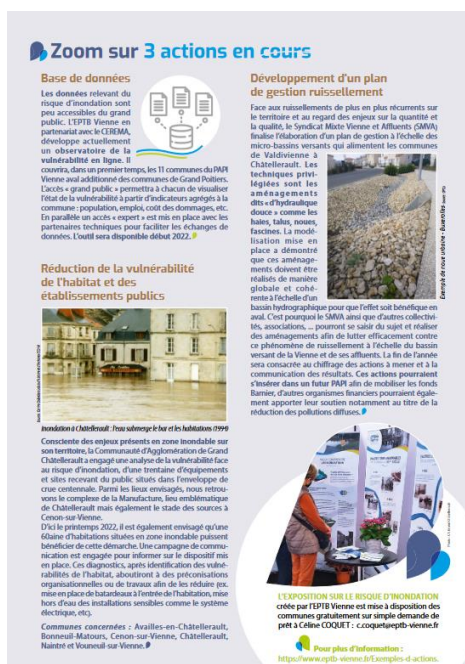 Zoom sur 3 actions en cours
Base de données
Les données relevant du
risque d'inondation sont
peu accessibles du grand
public. L'EPTB Vienne en
partenariat avec le CEREMA,
développe actuellement
un observatoire de la
vulnérabilité en ligne. Il
couvrira, dans un premier temps, les 11 communes du PAPI
Vienne aval additionné des communes de Grand Poitiers.
L'accès « grand public » permettra à chacun de visualiser
l'état de la vulnérabilité à partir d'indicateurs agrégés à la
commune : population, emploi, coût des dommages, etc.
En parallèle un accès « expert » est mis en place avec les
partenaires techniques pour faciliter les échanges de
données. L'outil sera disponible début 2022.
Réduction de la vulnérabilité
de l'habitat et des
établissements publics
Inondation à Châtellerault : l'eau submerge le bar et les habitations (1994)
Consciente des enjeux présents en zone inondable sur
son territoire, la Communauté d'Agglomération de Grand
Châtellerault a engagé une analyse de la vulnérabilité face
au risque d'inondation, d'une trentaine d'équipements
et sites recevant du public situés dans l'enveloppe de
crue centennale. Parmi les lieux envisagés, nous retrou-
vons le complexe de la Manufacture, lieu emblématique
de Châtellerault mais également le stade des sources à
Cenon-sur-Vienne.
D'ici le printemps 2022, il est également envisagé qu'une
60aine d'habitations situées en zone inondable puissent
bénéficier de cette démarche. Une campagne de commu-
nication est engagée pour informer sur le dispositif mis
en place. Ces diagnostics, après identification des vulné-
rabilités de l'habitat, aboutiront à des préconisations
organisationnelles ou de travaux afin de les réduire (ex.
mise en place de batardeaux à l'entrée de l'habitation, mise
hors d'eau des installations sensibles comme le système
électrique, etc).
Communes concernées : Availles-en-Châtellerault,
Bonneuil-Matours, Cenon-sur-Vienne, Châtellerault,
Naintré et Vouneuil-sur-Vienne.
Développement d'un plan
de gestion ruissellement
Face aux ruissellements de plus en plus récurrents sur
le territoire et au regard des enjeux sur la quantité et
la qualité, le Syndicat Mixte Vienne et Affluents (SMVA)
finalise l'élaboration d'un plan de gestion à l'échelle des
micro-bassins versants qui alimentent les communes
de Valdivienne à
Châtellerault. Les
techniques privi-
légiées sont les
aménagements
dits « d'hydraulique
douce » comme les
haies, talus, noues,
fascines. La modé-
lisation mise en
place a démontré
que ces aménage-
ments doivent être
réalisés de manière
globale et cohé-
rente à l'échelle d'un
bassin hydrographique pour que l'effet soit bénéfique en
aval. C'est pourquoi le SMVA ainsi que d'autres collectivi-
tés, associations, ... pourront se saisir du sujet et réaliser
des aménagements afin de lutter efficacement contre
ce phénomène de ruissellement à l'échelle du bassin
versant de la Vienne et de ses affluents. La fin de l'année
sera consacrée au chiffrage des actions à mener et à la
communication des résultats. Ces actions pourraient
s'insérer dans un futur PAPI afin de mobiliser les fonds
Barnier, d'autres organismes financiers pourraient égale-
ment apporter leur soutien notamment au titre de la
réduction des pollutions diffuses.
Exemple de noue urbaine - Buxerolles
L'EXPOSITION SUR LE RISQUE D'INONDATION
créée par l'EPTB Vienne est mise à disposition des
communes gratuitement sur simple demande de
prêt à Céline COQUET : c.coquet@eptb-vienne.fr
Pour plus d'information :
https://www.eptb-vienne.fr/Exemples-d-actions.